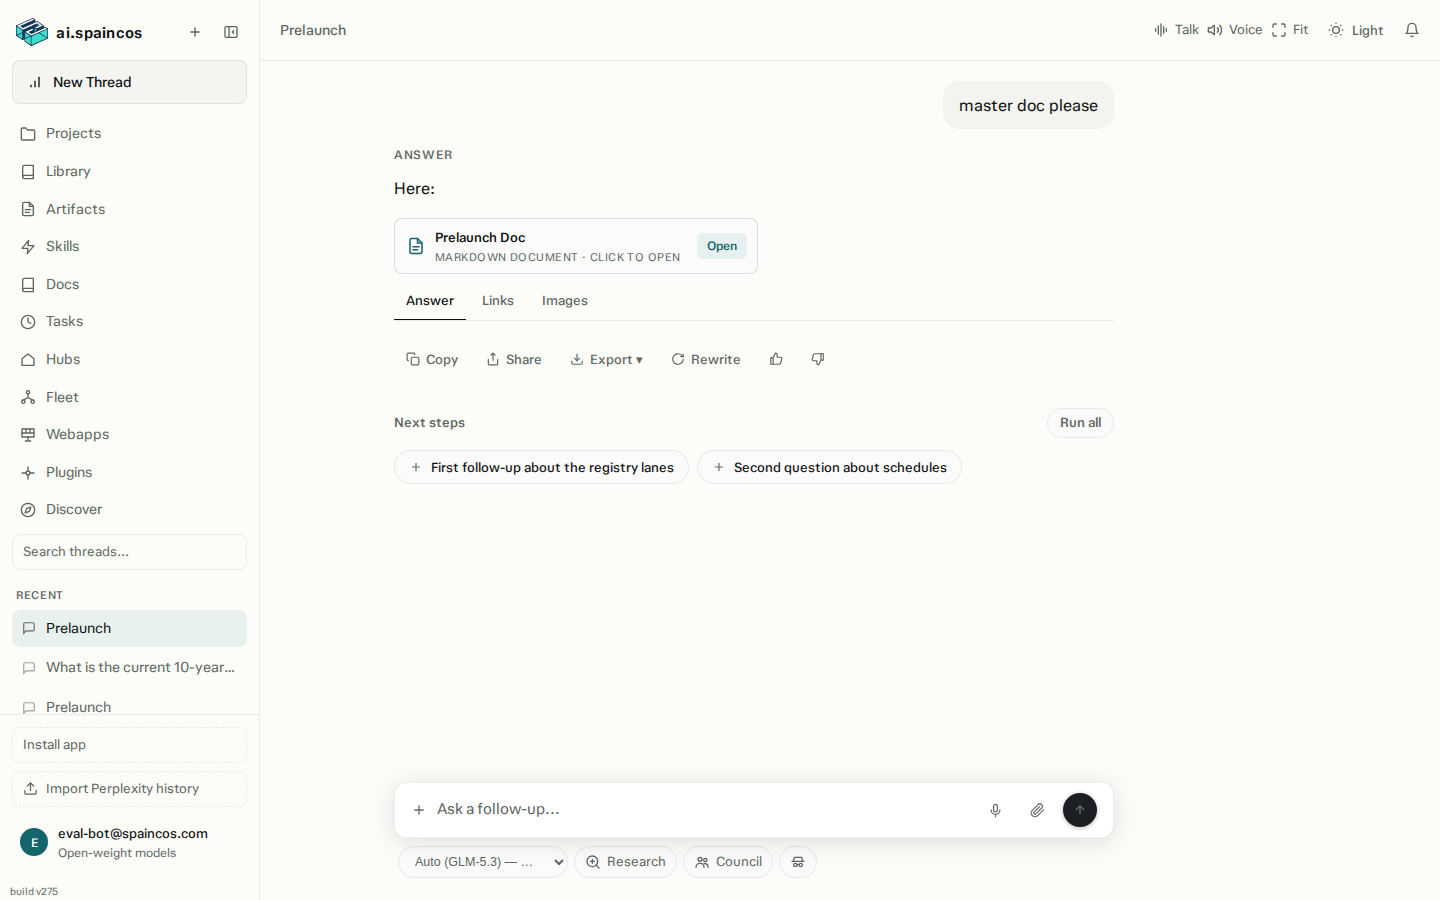 ai.spaincos
New Thread
Projects
Library
Artifacts
Skills
Docs
Tasks
Hubs
Fleet
Webapps
Plugins
Discover
Search threads...
RECENT
Prelaunch
What is the current 10-year...
Prelaunch
Install app
Import Perplexity history
E
eval-bot@spaincos.com
Open-weight models
build v275
Prelaunch
Talk
Voice
Fit
Light
master doc please
ANSWER
Here:
Prelaunch Doc
MARKDOWN DOCUMENT · CLICK TO OPEN
Open
Answer
Links
Images
Copy
Share
Export ▾
Rewrite
Next steps
Run all
First follow-up about the registry lanes
Second question about schedules
Ask a follow-up...
Auto (GLM-5.3) — ...
Research
Council